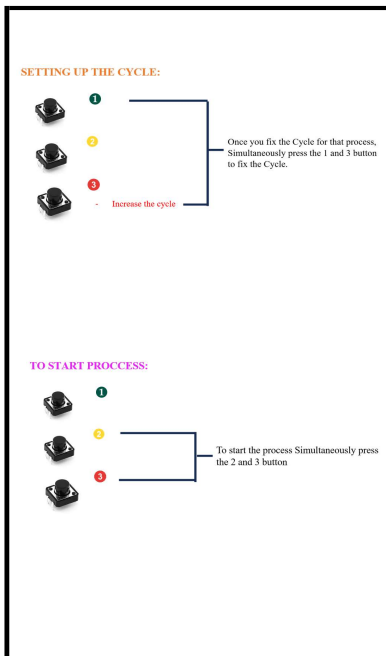 SETTING UP THE CYCLE:
1
2
3
- Increase the cycle
Once you fix the Cycle for that process,
Simultaneously press the 1 and 3 button
to fix the Cycle.
TO START PROCCESS:
1
2
3
To start the process Simultaneously press
the 2 and 3 button